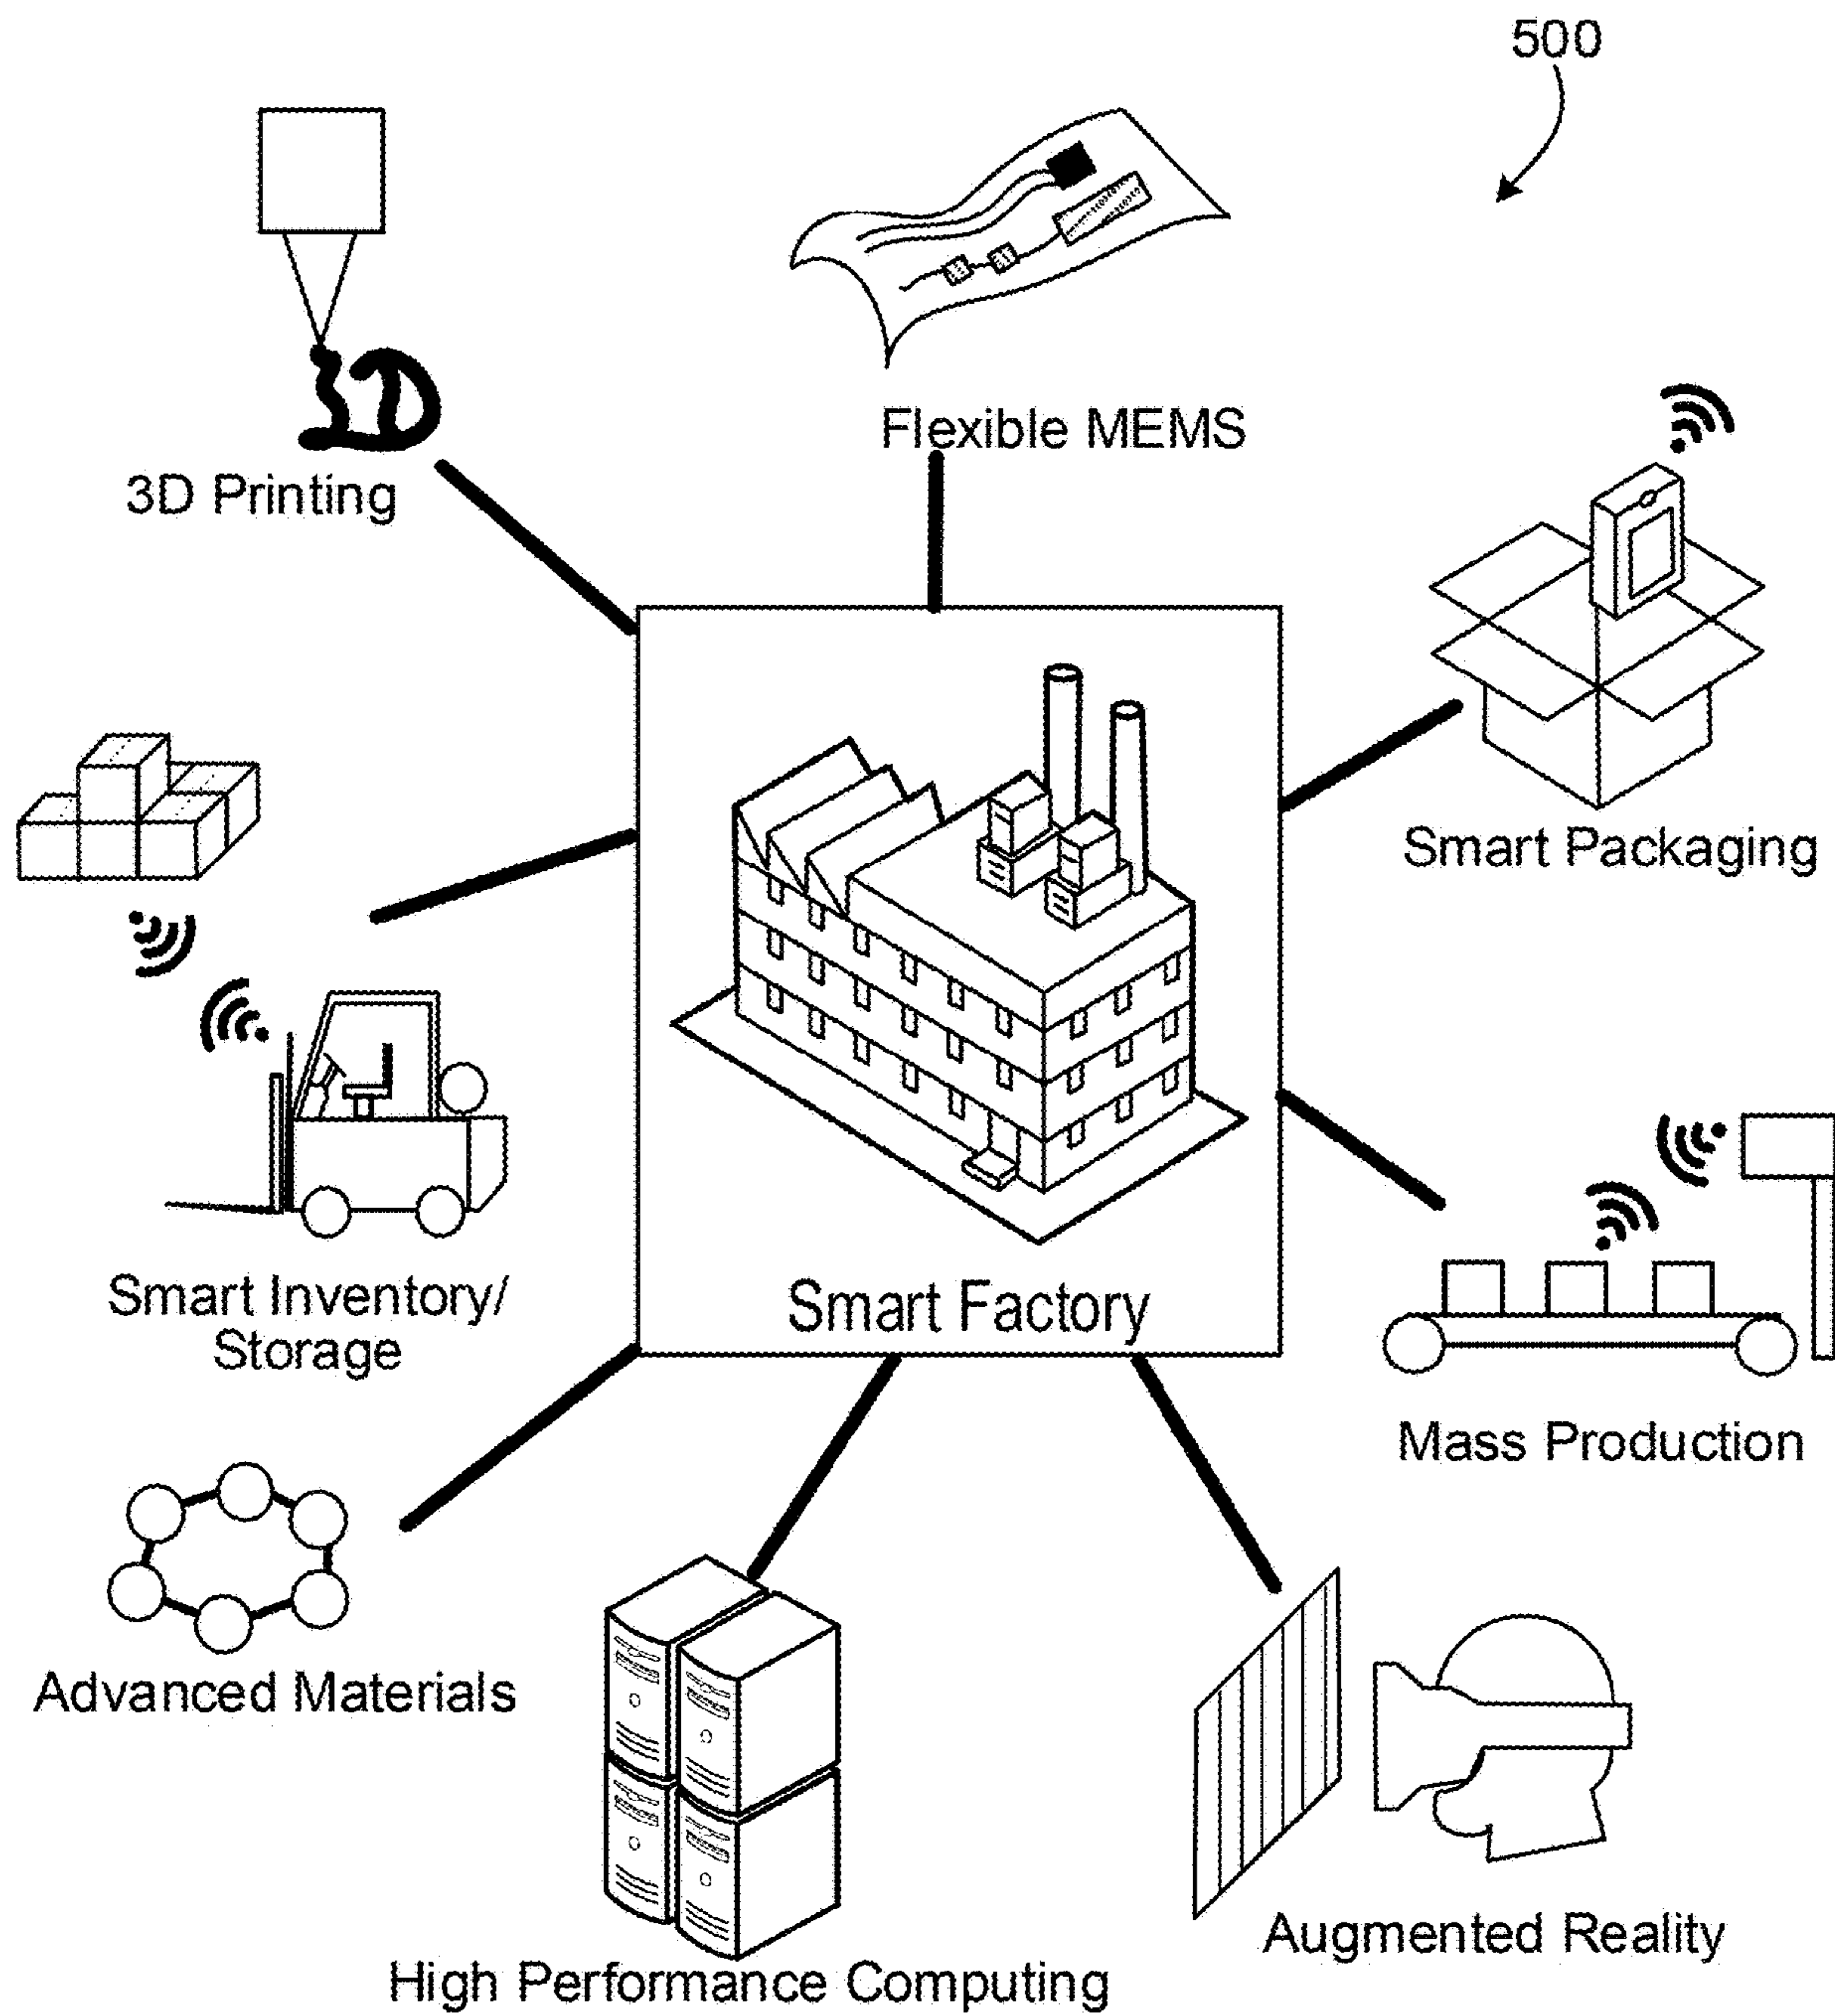 500
Flexible MEMS
3D
3D Printing
Smart Packaging
Smart Inventory/
Storage
Smart Factory
Mass Production
Advanced Materials
Augmented Reality
High Performance Computing